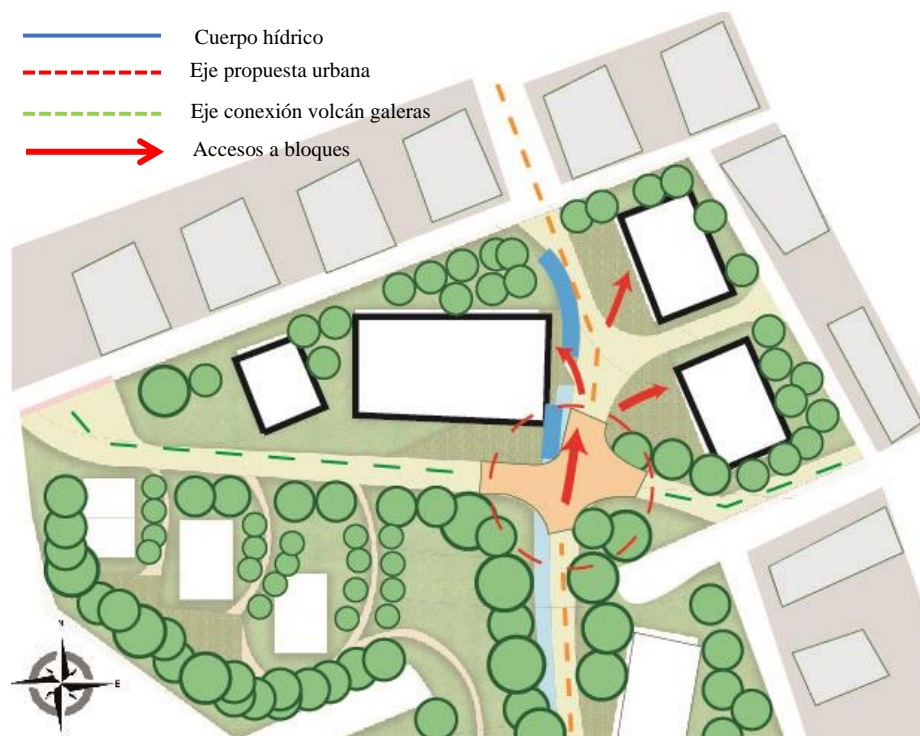 Cuerpo hídrico
Eje propuesta urbana
Eje conexión volcán galeras
Accesos a bloques
N
E